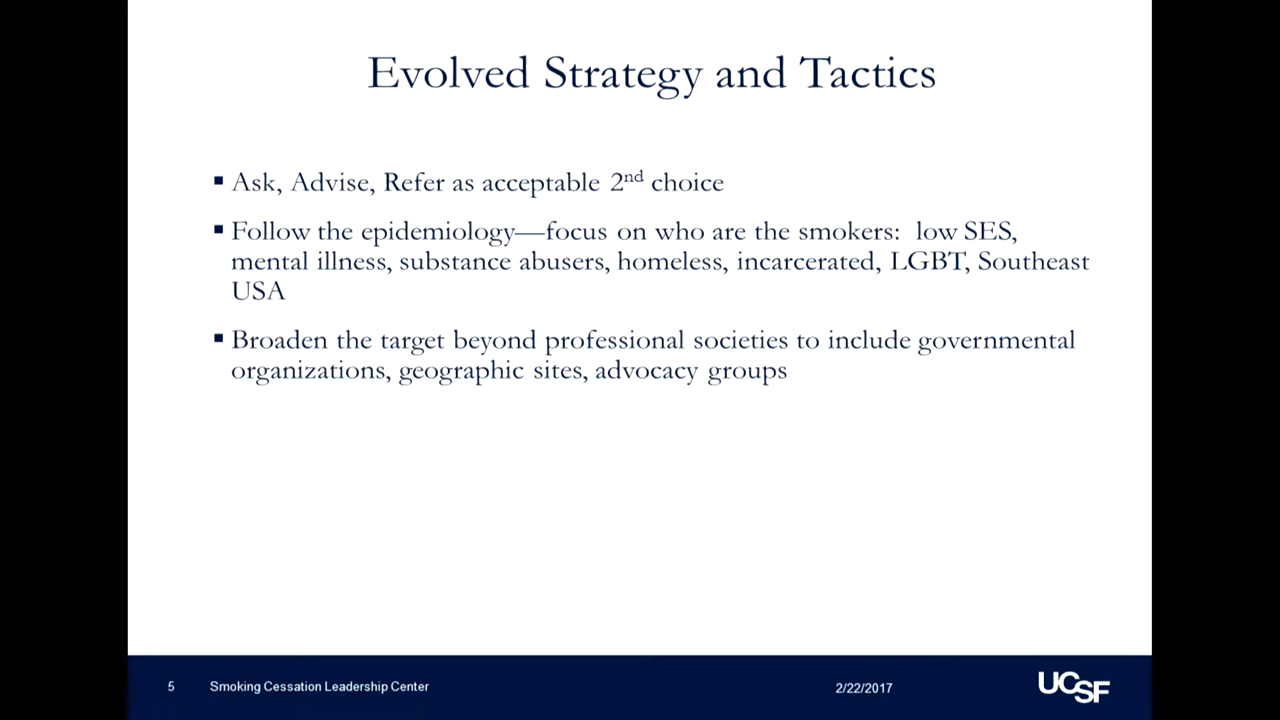 Evolved Strategy and Tactics
▪ Ask, Advise, Refer as acceptable 2nd choice
▪ Follow the epidemiology—focus on who are the smokers: low SES,
mental illness, substance abusers, homeless, incarcerated, LGBT, Southeast
USA
▪ Broaden the target beyond professional societies to include governmental
organizations, geographic sites, advocacy groups
5 Smoking Cessation Leadership Center 2/22/2017 UCSF